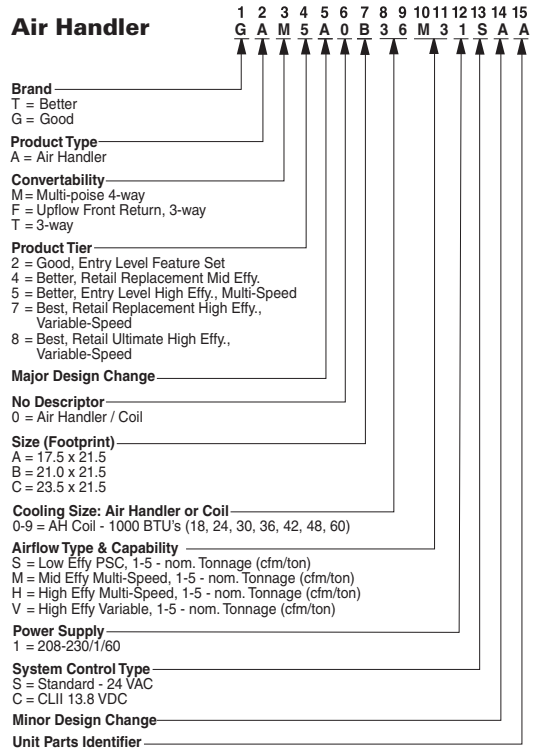 Air Handler
1 2 3 4 5 6 7 8 9 10 11 12 13 14 15
G A M 5 A 0 B 3 6 M 3 1 S A A
Brand
T = Better
G = Good
Product Type
A = Air Handler
Convertability
M = Multi-poise 4-way
F = Upflow Front Return, 3-way
T = 3-way
Product Tier
2 = Good, Entry Level Feature Set
4 = Better, Retail Replacement Mid Effy.
5 = Better, Entry Level High Effy., Multi-Speed
7 = Best, Retail Replacement High Effy.,
Variable-Speed
8 = Best, Retail Ultimate High Effy.,
Variable-Speed
Major Design Change
No Descriptor
0 = Air Handler / Coil
Size (Footprint)
A = 17.5 x 21.5
B = 21.0 x 21.5
C = 23.5 x 21.5
Cooling Size: Air Handler or Coil
0-9 = AH Coil - 1000 BTU's (18, 24, 30, 36, 42, 48, 60)
Airflow Type & Capability
S = Low Effy PSC, 1-5 - nom. Tonnage (cfm/ton)
M = Mid Effy Multi-Speed, 1-5 - nom. Tonnage (cfm/ton)
H = High Effy Multi-Speed, 1-5 - nom. Tonnage (cfm/ton)
V = High Effy Variable, 1-5 - nom. Tonnage (cfm/ton)
Power Supply
1 = 208-230/1/60
System Control Type
S = Standard - 24 VAC
C = CLII 13.8 VDC
Minor Design Change
Unit Parts Identifier